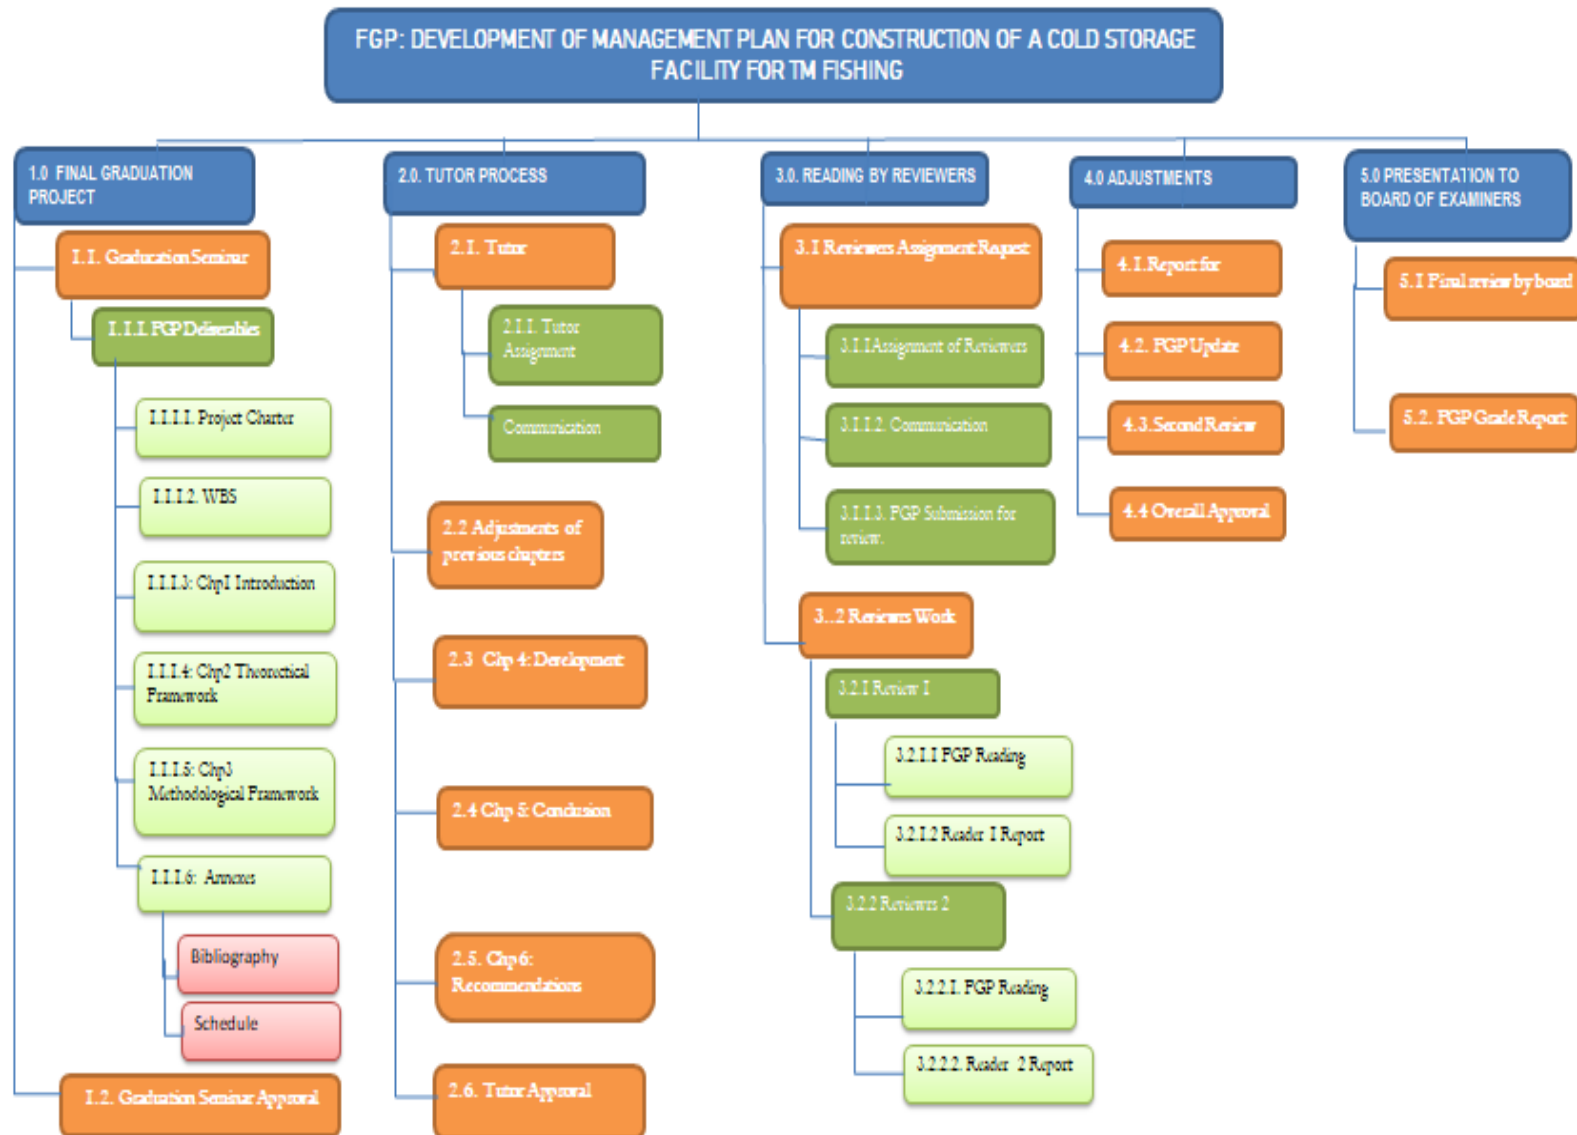 FGP: DEVELOPMENT OF MANAGEMENT PLAN FOR CONSTRUCTION OF A COLD STORAGE
FACILITY FOR TM FISHING
1.0 FINAL GRADUATION
PROJECT
1.1. Graducation Seminar
1.1.1. FGP Deliverables
1.1.1.1. Project Charter
1.1.1.2. WBS
1.1.1.3: Chp1 Introduction
1.1.1.4: Chp2 Theorectical
Framework
1.1.1.5: Chp3
Methodological Framework
1.1.1.6: Annexes
Bibliography
Schedule
1.2. Graduation Seminar Approval
2.0. TUTOR PROCESS
2.1. Tutor
2.1.1. Tutor
Assignment
Communication
2.2 Adjustments of
previous chapters
2.3 Chp 4: Development
2.4 Chp 5: Conclusion
2.5. Chp 6:
Recommendations
2.6. Tutor Approval
3.0. READING BY REVIEWERS
3.1 Reviewers Assignment Request
3.1.1 Assignment of Reviewers
3.1.1.2. Communication
3.1.1.3. FGP Submission for
review.
3..2 Reviewers Work
3.2.1 Review 1
3.2.1.1 FGP Reading
3.2.1.2 Reader 1 Report
3.2.2 Reviewers 2
3.2.2.1. FGP Reading
3.2.2.2. Reader 2 Report
4.0 ADJUSTMENTS
4.1. Report for
4.2. FGP Update
4.3. Second Review
4.4 Overall Approval
5.0 PRESENTATION TO
BOARD OF EXAMINERS
5.1 Final review by board
5.2. FGP Grade Report